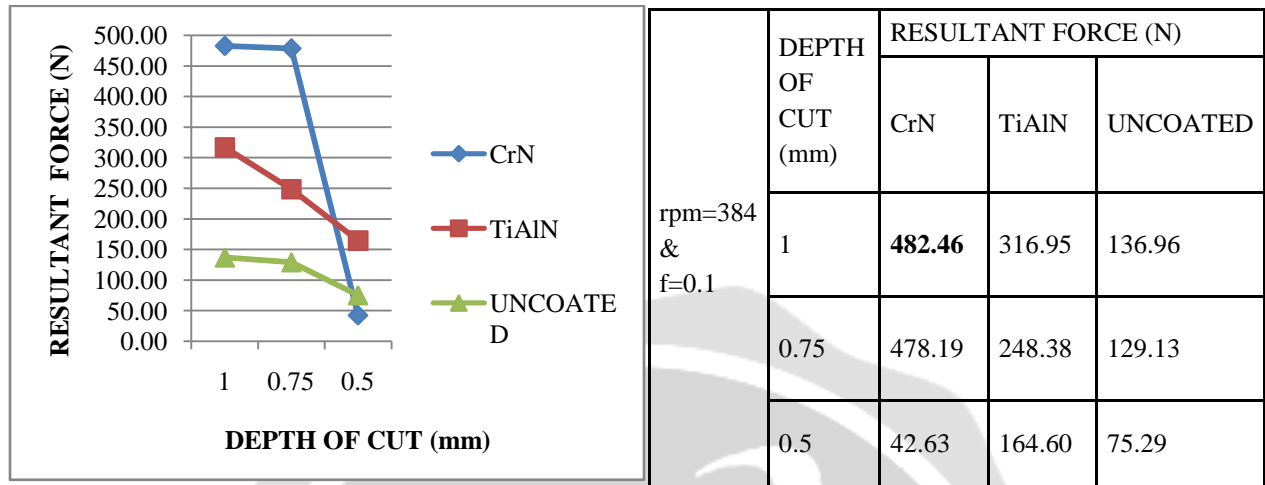 RESULTANT FORCE (N)
500.00
450.00
400.00
350.00
300.00
250.00
200.00
150.00
100.00
50.00
0.00
1 0.75 0.5
DEPTH OF CUT (mm)
CrN
TiAlN
UNCOATE
D
rpm=384
&
f=0.1
DEPTH
OF
CUT
(mm)
RESULTANT FORCE (N)
CrN TiAlN UNCOATED
1 482.46 316.95 136.96
0.75 478.19 248.38 129.13
0.5 42.63 164.60 75.29